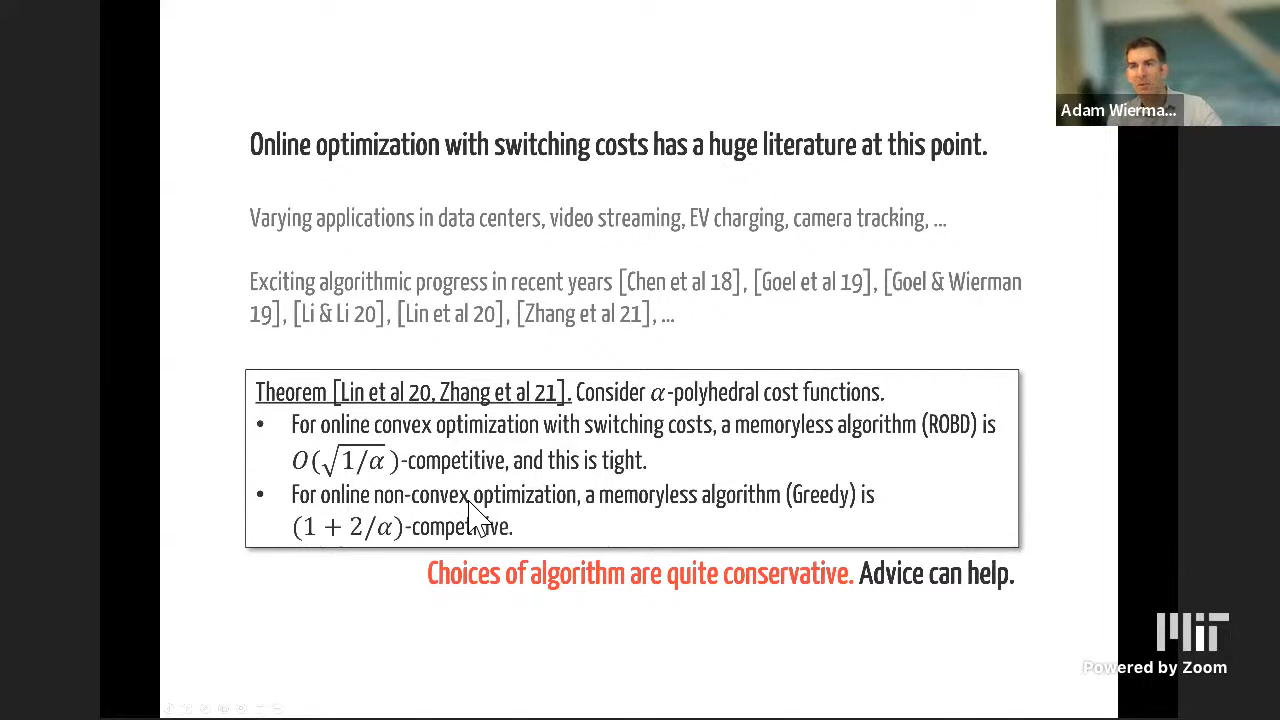 Adam Wierma...
Online optimization with switching costs has a huge literature at this point.
Varying applications in data centers, video streaming, EV charging, camera tracking, ...
Exciting algorithmic progress in recent years [Chen et al 18], [Goel et al 19], [Goel & Wierman
19], [Li & Li 20], [Lin et al 20], [Zhang et al 21], ...
Theorem [Lin et al 20, Zhang et al 21]. Consider α-polyhedral cost functions.
• For online convex optimization with switching costs, a memoryless algorithm (ROBD) is
O(√1/α)-competitive, and this is tight.
• For online non-convex optimization, a memoryless algorithm (Greedy) is
(1 + 2/α)-competitive.
Choices of algorithm are quite conservative. Advice can help.
MIT
Powered by Zoom